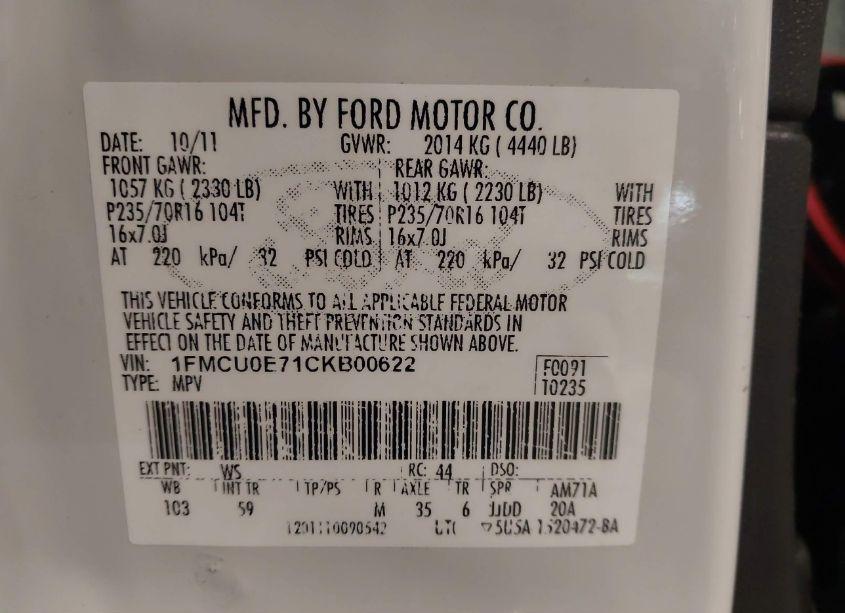 MFD. BY FORD MOTOR CO.
DATE: 10/11 GVWR: 2014 KG ( 4440 LB)
FRONT GAWR: REAR GAWR:
1057 KG ( 2330 LB) WITH 1012 KG ( 2230 LB) WITH
P235/70R16 104T TIRES P235/70R16 104T TIRES
16x7.0J RIMS 16x7.0J RIMS
AT 220 kPa/ 32 PSI COLD AT 220 kPa/ 32 PSI COLD
THIS VEHICLE CONFORMS TO ALL APPLICABLE FEDERAL MOTOR
VEHICLE SAFETY AND THEFT PREVENTION STANDARDS IN
EFFECT ON THE DATE OF MANUFACTURE SHOWN ABOVE.
VIN: 1FMCU0E71CKB00622 F0091
TYPE: MPV T0235
EXT PNT: WS RC: 44 DSO:
WB INT TR TP/PS R AXLE TR SPR AM71A
103 59 M 35 6 JJDD 20A